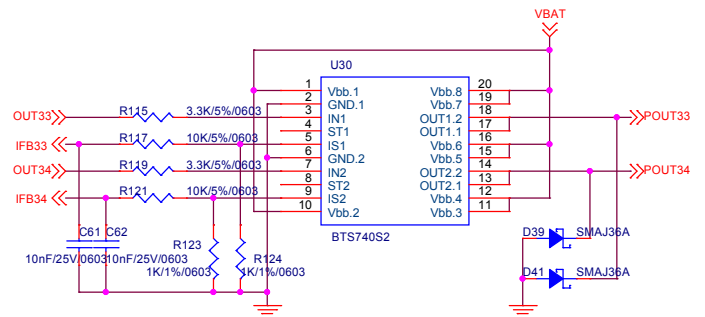 VBAT
U30
1 Vbb.1 Vbb.8 20
2 GND.1 Vbb.7 19
OUT33 R115 3.3K/5%/0603 3 IN1 OUT1.2 18 POUT33
4 ST1 OUT1.1 17
IFB33 R117 10K/5%/0603 5 IS1 Vbb.6 16
6 GND.2 Vbb.5 15
OUT34 R119 3.3K/5%/0603 7 IN2 OUT2.2 14 POUT34
8 ST2 OUT2.1 13
IFB34 R121 10K/5%/0603 9 IS2 Vbb.4 12
10 Vbb.2 Vbb.3 11
BTS740S2
C61 C62
10nF/25V/0603 10nF/25V/0603
R123
1K/1%/0603
R124
1K/1%/0603
D39 SMAJ36A
D41 SMAJ36A